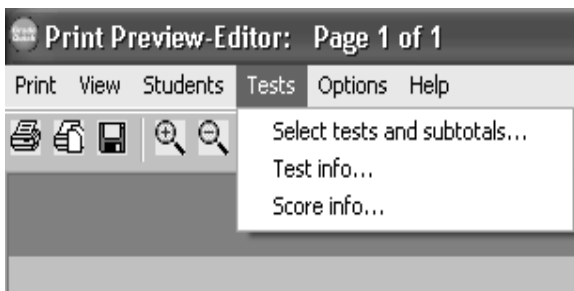 Print Preview-Editor: Page 1 of 1
Print View Students Tests Options Help
Select tests and subtotals...
Test info...
Score info...